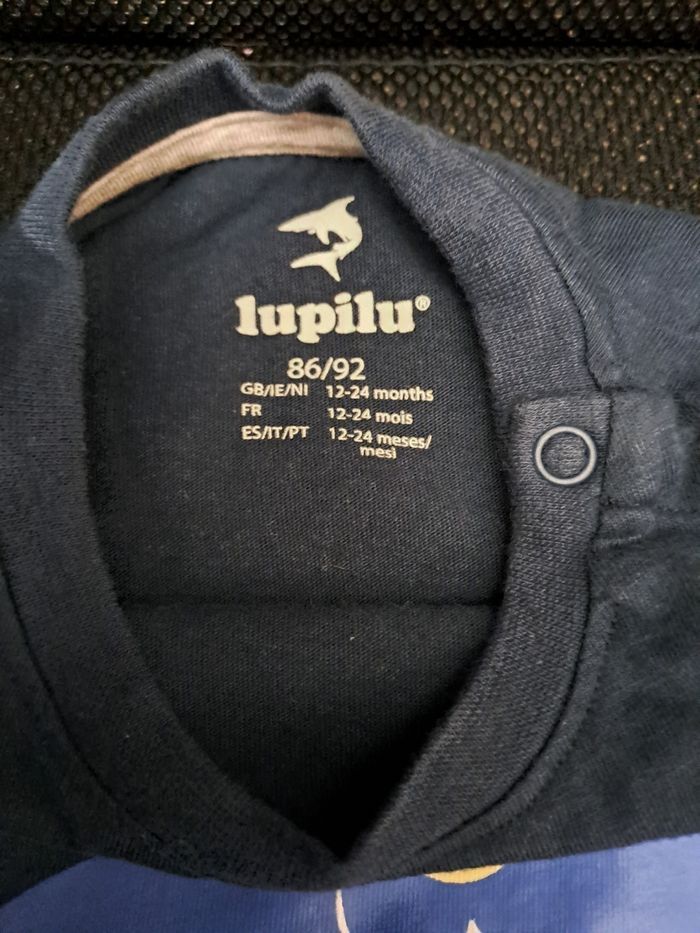 lupilu®
86/92
GB/IE/NI 12-24 months
FR 12-24 mois
ES/IT/PT 12-24 meses/
mesi